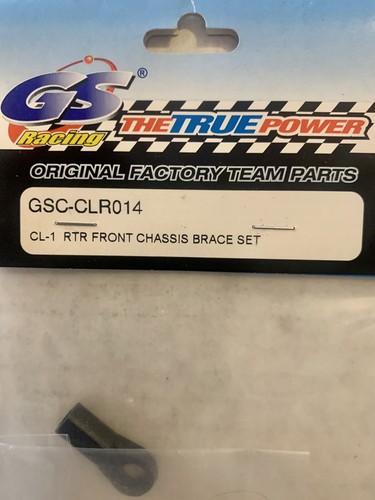 GS®
Racing
THE TRUE POWER
ORIGINAL FACTORY TEAM PARTS
GSC-CLR014
CL-1 RTR FRONT CHASSIS BRACE SET